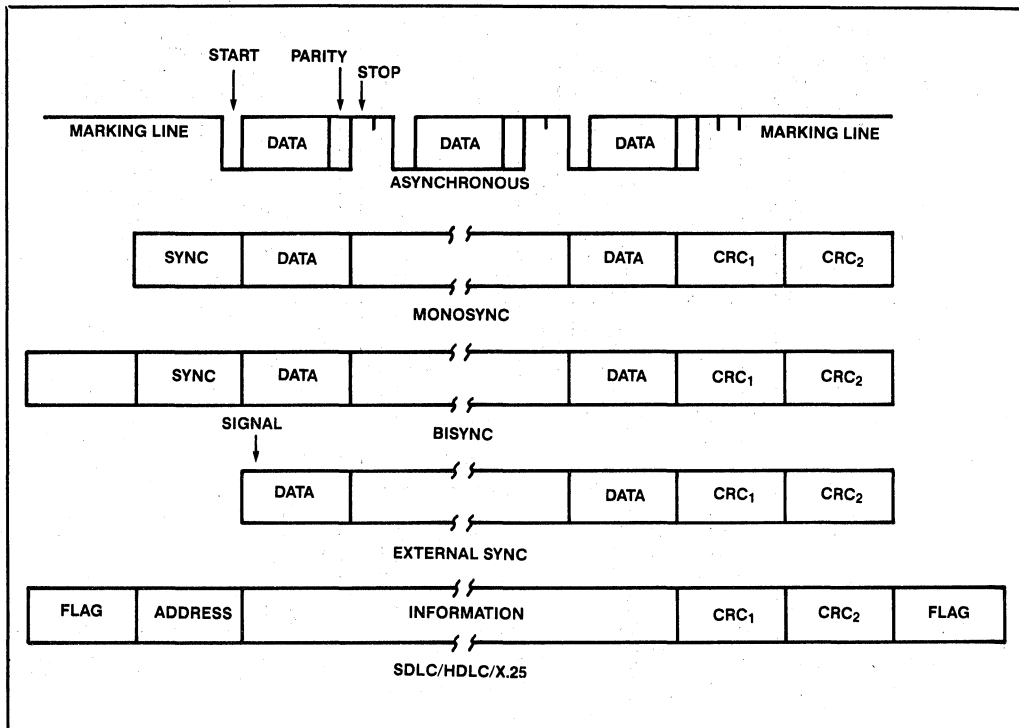 START PARITY
STOP
MARKING LINE DATA DATA DATA MARKING LINE
ASYNCHRONOUS
SYNC DATA DATA CRC₁ CRC₂
MONOSYNC
SYNC DATA DATA CRC₁ CRC₂
SIGNAL
BISYNC
DATA DATA CRC₁ CRC₂
EXTERNAL SYNC
FLAG ADDRESS INFORMATION CRC₁ CRC₂ FLAG
SDLC/HDLC/X.25